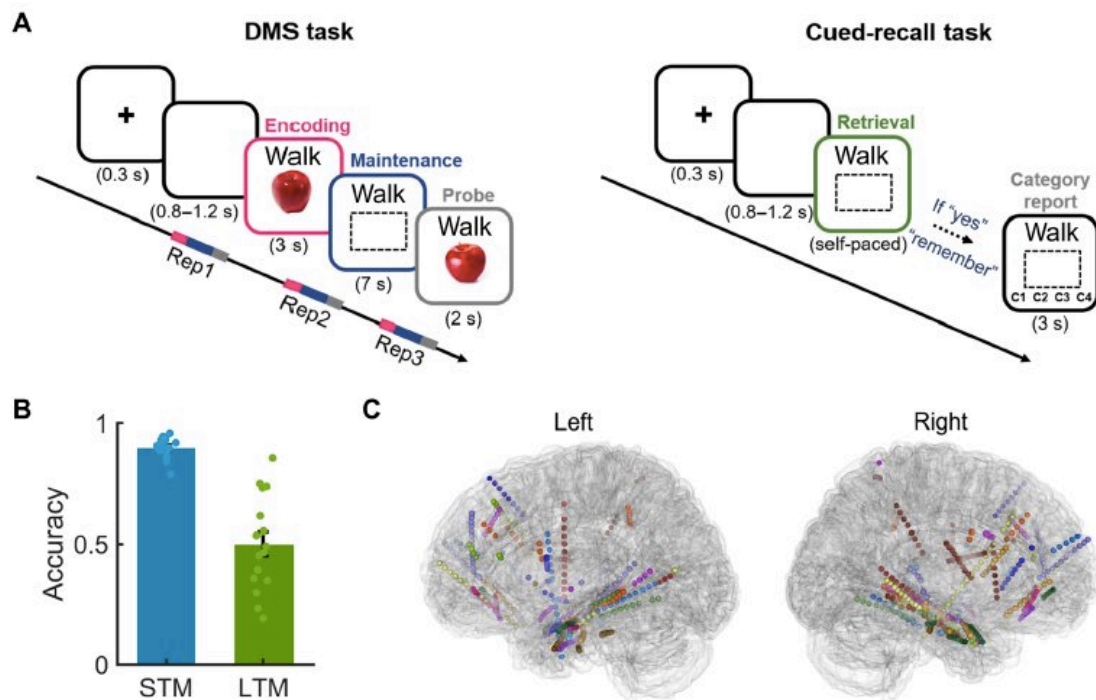 A
DMS task
Cued-recall task
+
(0.3 s)
(0.8–1.2 s)
Encoding
Walk
(3 s)
Maintenance
Walk
(7 s)
Probe
Walk
(2 s)
Rep1
Rep2
Rep3
+
(0.3 s)
(0.8–1.2 s)
Retrieval
Walk
(self-paced)
If "yes"
"remember"
Category
report
Walk
C1 C2 C3 C4
(3 s)
B
Accuracy
1
0.5
0
STM LTM
C
Left Right